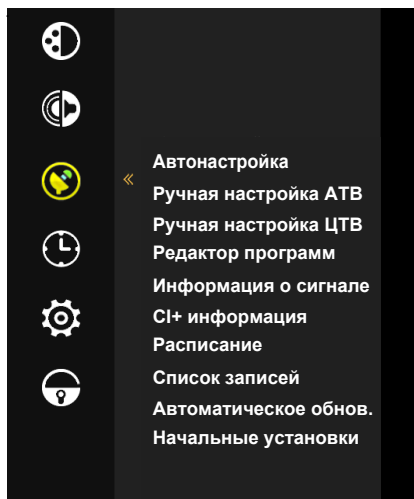 Автонастройка
Ручная настройка АТВ
Ручная настройка ЦТВ
Редактор программ
Информация о сигнале
CI+ информация
Расписание
Список записей
Автоматическое обнов.
Начальные установки